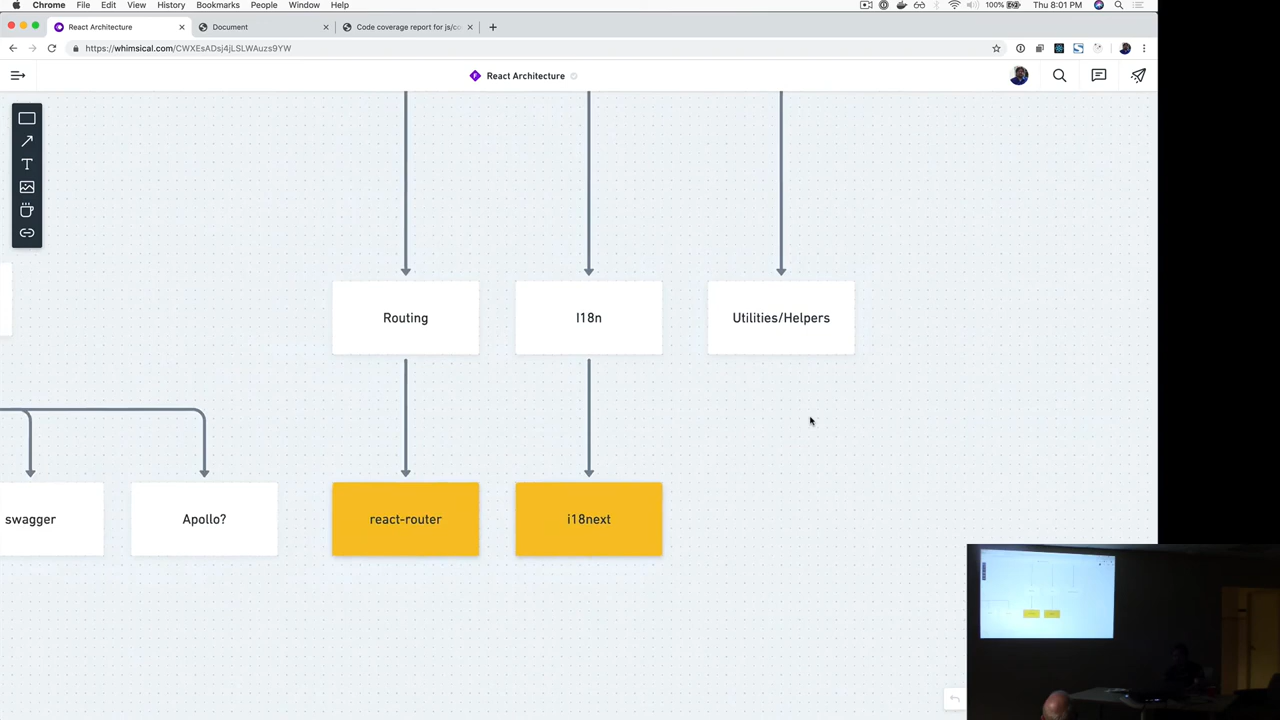 Chrome File Edit View History Bookmarks People Window Help 100% Thu 8:01 PM
React Architecture Document Code coverage report for js/co
https://whimsical.com/CWXEsADsj4jLSLWAuzs9YW
React Architecture
T
Routing I18n Utilities/Helpers
swagger Apollo? react-router i18next